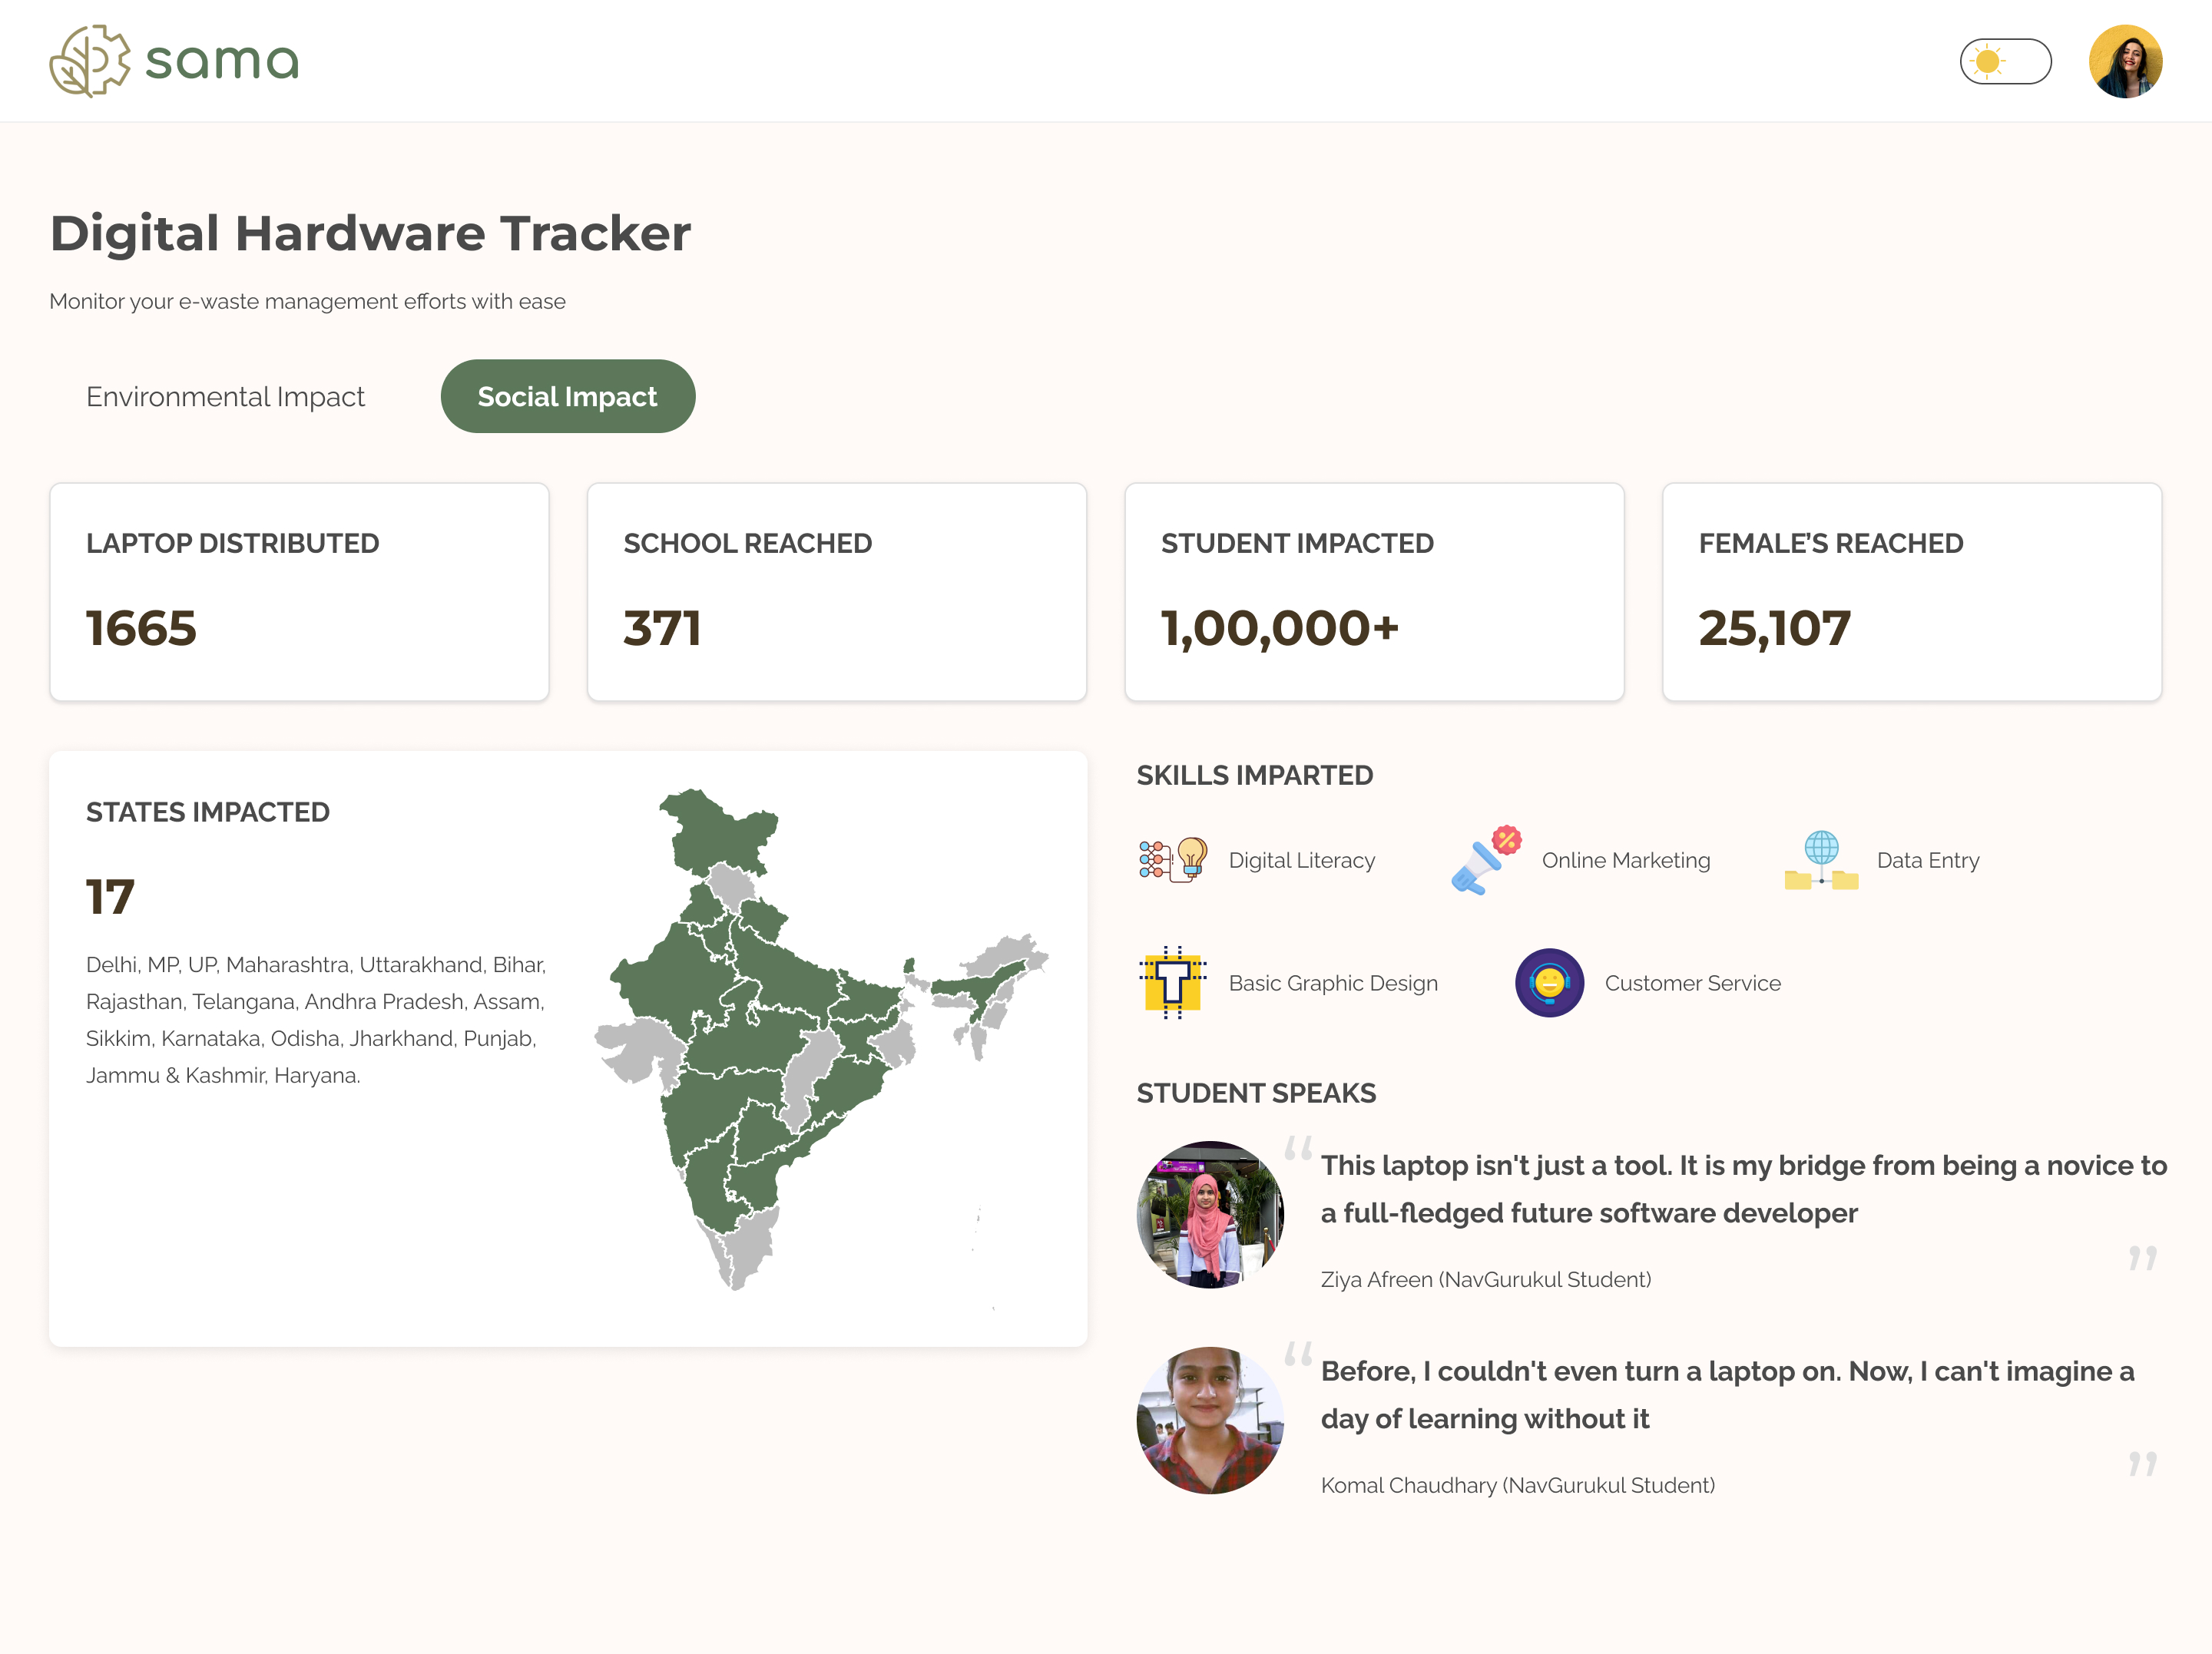 sama
Digital Hardware Tracker
Monitor your e-waste management efforts with ease
Environmental Impact
Social Impact
LAPTOP DISTRIBUTED
1665
SCHOOL REACHED
371
STUDENT IMPACTED
1,00,000+
FEMALE’S REACHED
25,107
STATES IMPACTED
17
Delhi, MP, UP, Maharashtra, Uttarakhand, Bihar,
Rajasthan, Telangana, Andhra Pradesh, Assam,
Sikkim, Karnataka, Odisha, Jharkhand, Punjab,
Jammu & Kashmir, Haryana.
SKILLS IMPARTED
Digital Literacy
Online Marketing
Data Entry
Basic Graphic Design
Customer Service
STUDENT SPEAKS
“This laptop isn't just a tool. It is my bridge from being a novice to
a full-fledged future software developer”
Ziya Afreen (NavGurukul Student)
“Before, I couldn't even turn a laptop on. Now, I can't imagine a
day of learning without it”
Komal Chaudhary (NavGurukul Student)